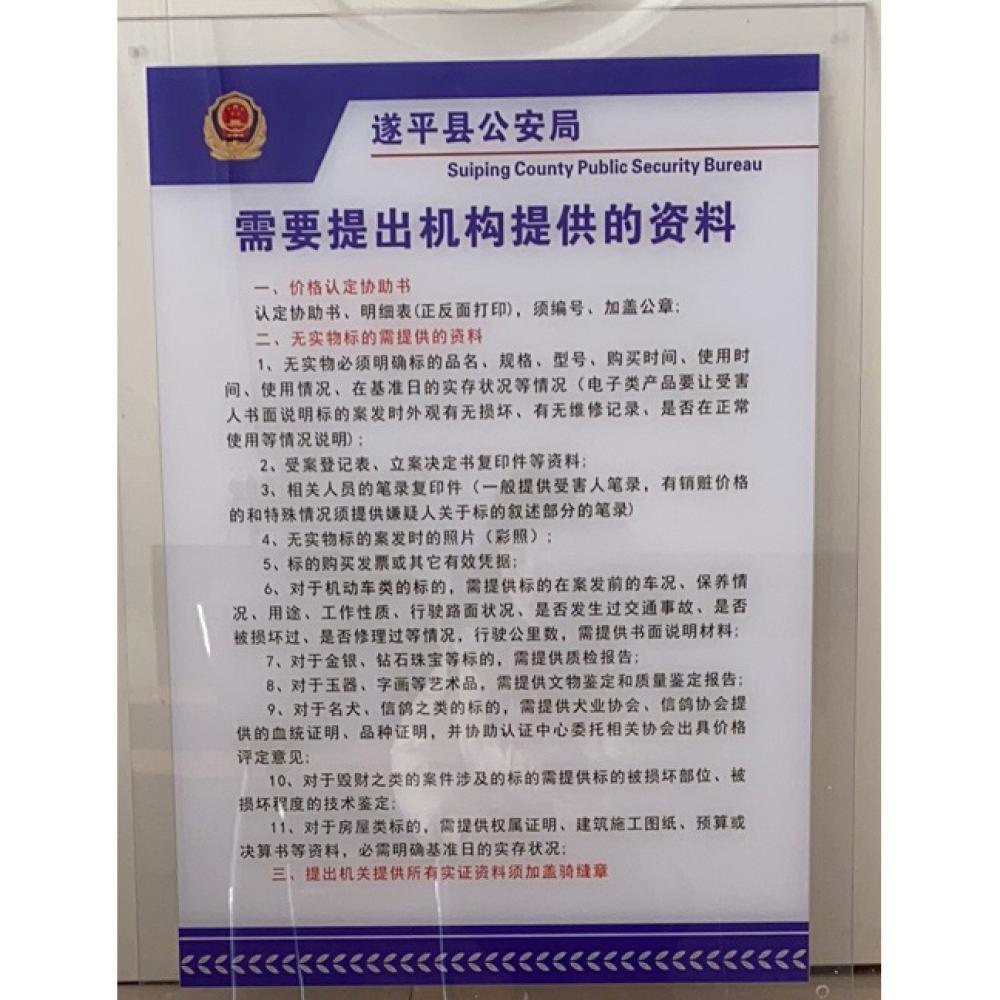 遂平县公安局
Suiping County Public Security Bureau
需要提出机构提供的资料
一、价格认定协助书
认定协助书、明细表(正反面打印)，须编号、加盖公章;
二、无实物标的需提供的资料
1、无实物必须明确标的品名、规格、型号、购买时间、使用时
间、使用情况、在基准日的实存状况等情况（电子类产品要让受害
人书面说明标的案发时外观有无损坏、有无维修记录、是否在正常
使用等情况说明);
2、受案登记表、立案决定书复印件等资料;
3、相关人员的笔录复印件（一般提供受害人笔录，有销赃价格
的和特殊情况须提供嫌疑人关于标的叙述部分的笔录)
4、无实物标的案发时的照片（彩照）;
5、标的购买发票或其它有效凭据;
6、对于机动车类的标的，需提供标的在案发前的车况、保养情
况、用途、工作性质、行驶路面状况、是否发生过交通事故、是否
被损坏过、是否修理过等情况，行驶公里数，需提供书面说明材料;
7、对于金银、钻石珠宝等标的，需提供质检报告;
8、对于玉器、字画等艺术品，需提供文物鉴定和质量鉴定报告;
9、对于名犬、信鸽之类的标的，需提供犬业协会、信鸽协会提
供的血统证明、品种证明，并协助认证中心委托相关协会出具价格
评定意见;
10、对于毁财之类的案件涉及的标的需提供标的被损坏部位、被
损坏程度的技术鉴定;
11、对于房屋类标的，需提供权属证明、建筑施工图纸、预算或
决算书等资料，必需明确基准日的实存状况;
三、提出机关提供所有实证资料须加盖骑缝章